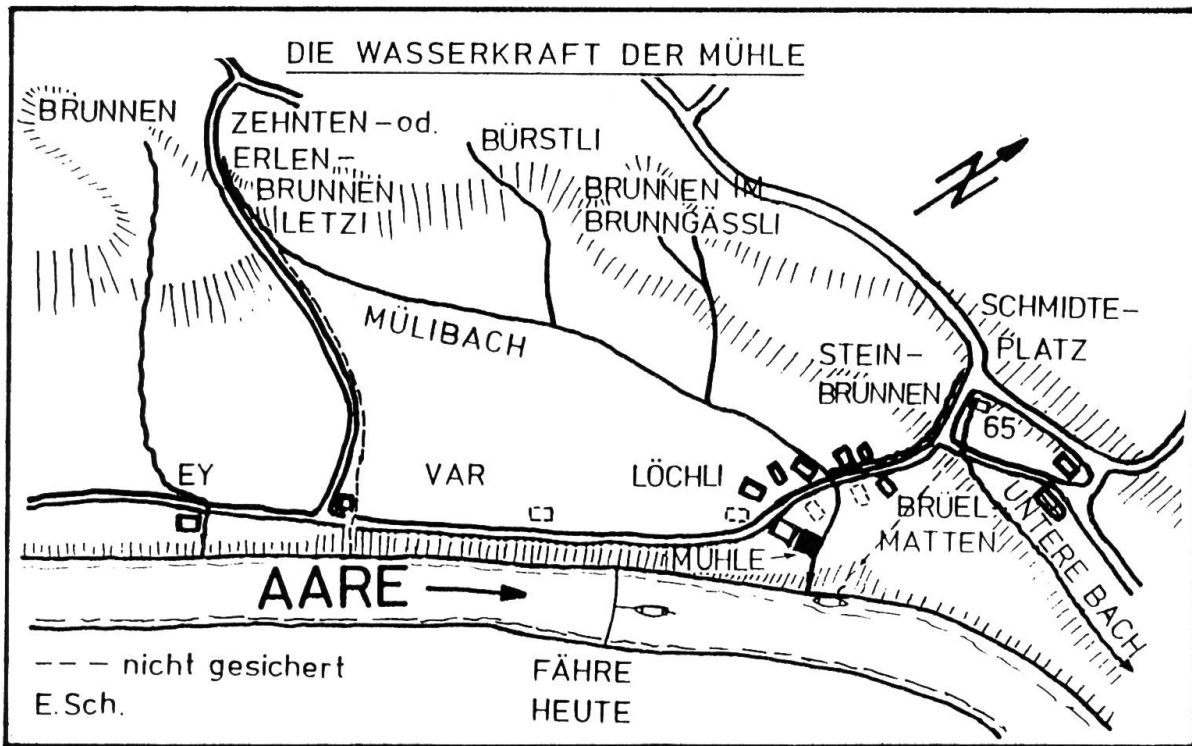 DIE WASSERKRAFT DER MÜHLE
BRUNNEN
ZEHNTEN-od.
ERLEN-
BRUNNEN
LETZI
BÜRSTLI
BRUNNEN IM
BRUNNGÄSSLI
MÜLIBACH
SCHMIDTE-
PLATZ
STEIN-
BRÜNNEN
65
EY
VAR
LÖCHLI
BRÜEL-
MATTEN
UNTERE BACH
MÜHLE
AARE
--- nicht gesichert
E.Sch.
FÄHRE
HEUTE